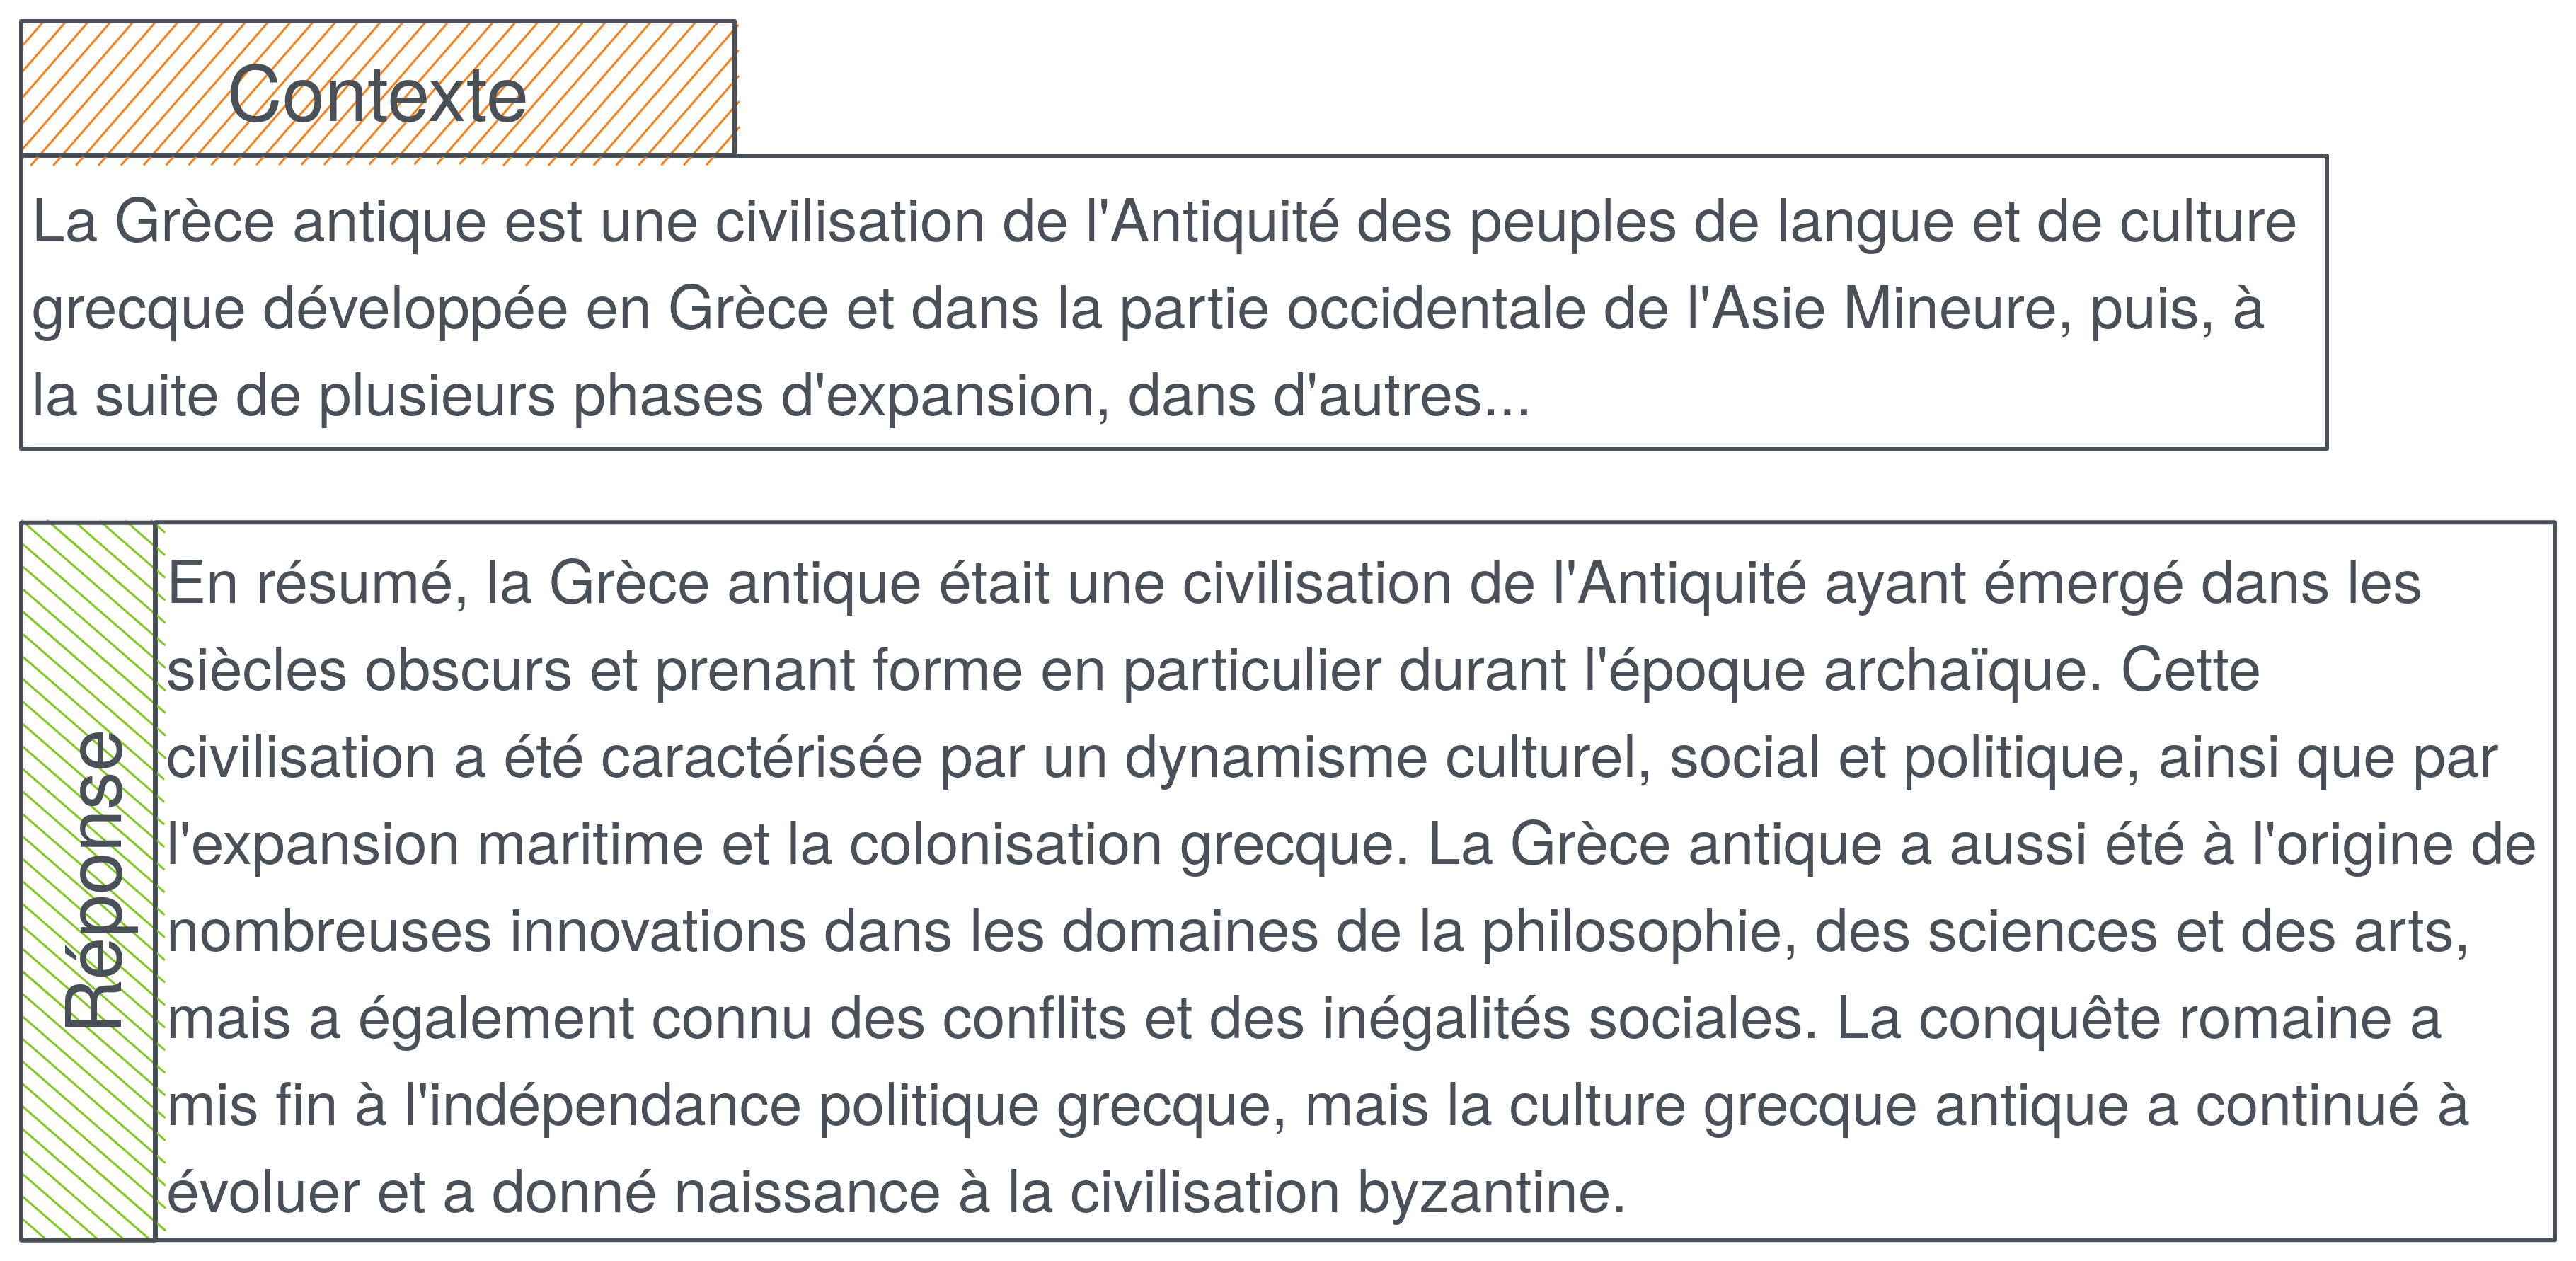 Contexte
La Grèce antique est une civilisation de l'Antiquité des peuples de langue et de culture
grecque développée en Grèce et dans la partie occidentale de l'Asie Mineure, puis, à
la suite de plusieurs phases d'expansion, dans d'autres...
Réponse
En résumé, la Grèce antique était une civilisation de l'Antiquité ayant émergé dans les
siècles obscurs et prenant forme en particulier durant l'époque archaïque. Cette
civilisation a été caractérisée par un dynamisme culturel, social et politique, ainsi que par
l'expansion maritime et la colonisation grecque. La Grèce antique a aussi été à l'origine de
nombreuses innovations dans les domaines de la philosophie, des sciences et des arts,
mais a également connu des conflits et des inégalités sociales. La conquête romaine a
mis fin à l'indépendance politique grecque, mais la culture grecque antique a continué à
évoluer et a donné naissance à la civilisation byzantine.